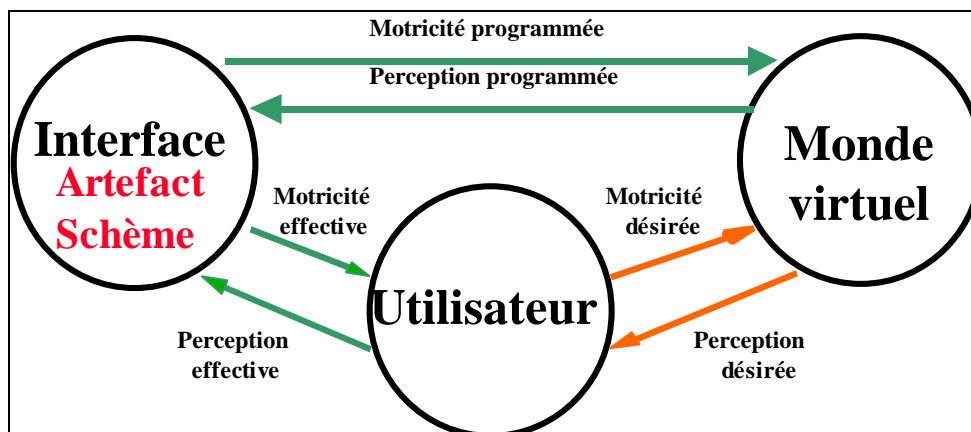 Motricité programmée
Perception programmée
Interface
Artefact
Schème
Monde
virtuel
Motricité
effective
Motricité
désirée
Utilisateur
Perception
effective
Perception
désirée